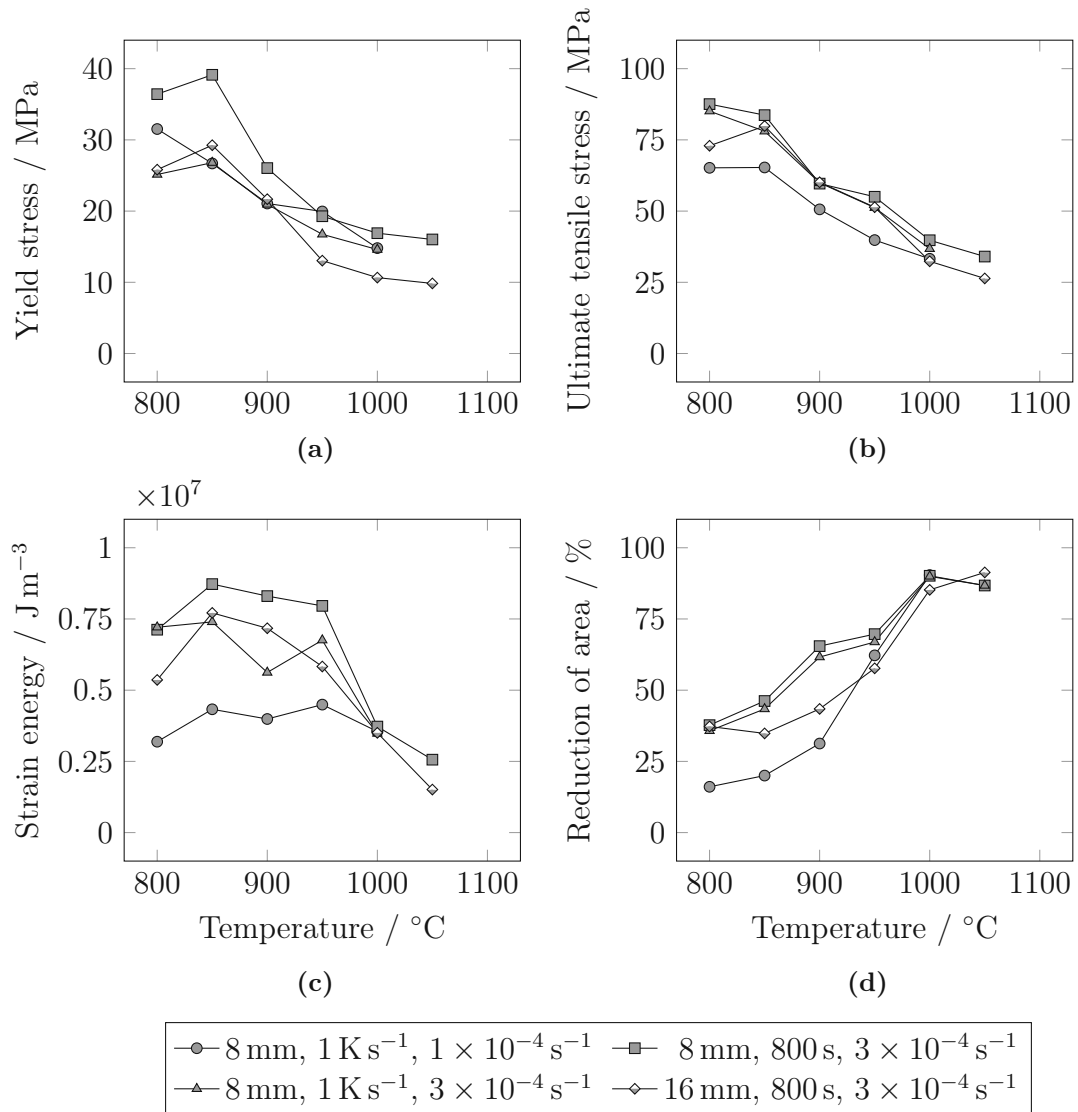 Yield stress / MPa
40
30
20
10
0
800 900 1000 1100
(a)
Ultimate tensile stress / MPa
100
75
50
25
0
800 900 1000 1100
(b)
×10⁷
Strain energy / J m⁻³
1
0.75
0.5
0.25
0
800 900 1000 1100
Temperature / °C
(c)
Reduction of area / %
100
75
50
25
0
800 900 1000 1100
Temperature / °C
(d)
8 mm, 1 K s⁻¹, 1 × 10⁻⁴ s⁻¹
8 mm, 800 s, 3 × 10⁻⁴ s⁻¹
8 mm, 1 K s⁻¹, 3 × 10⁻⁴ s⁻¹
16 mm, 800 s, 3 × 10⁻⁴ s⁻¹